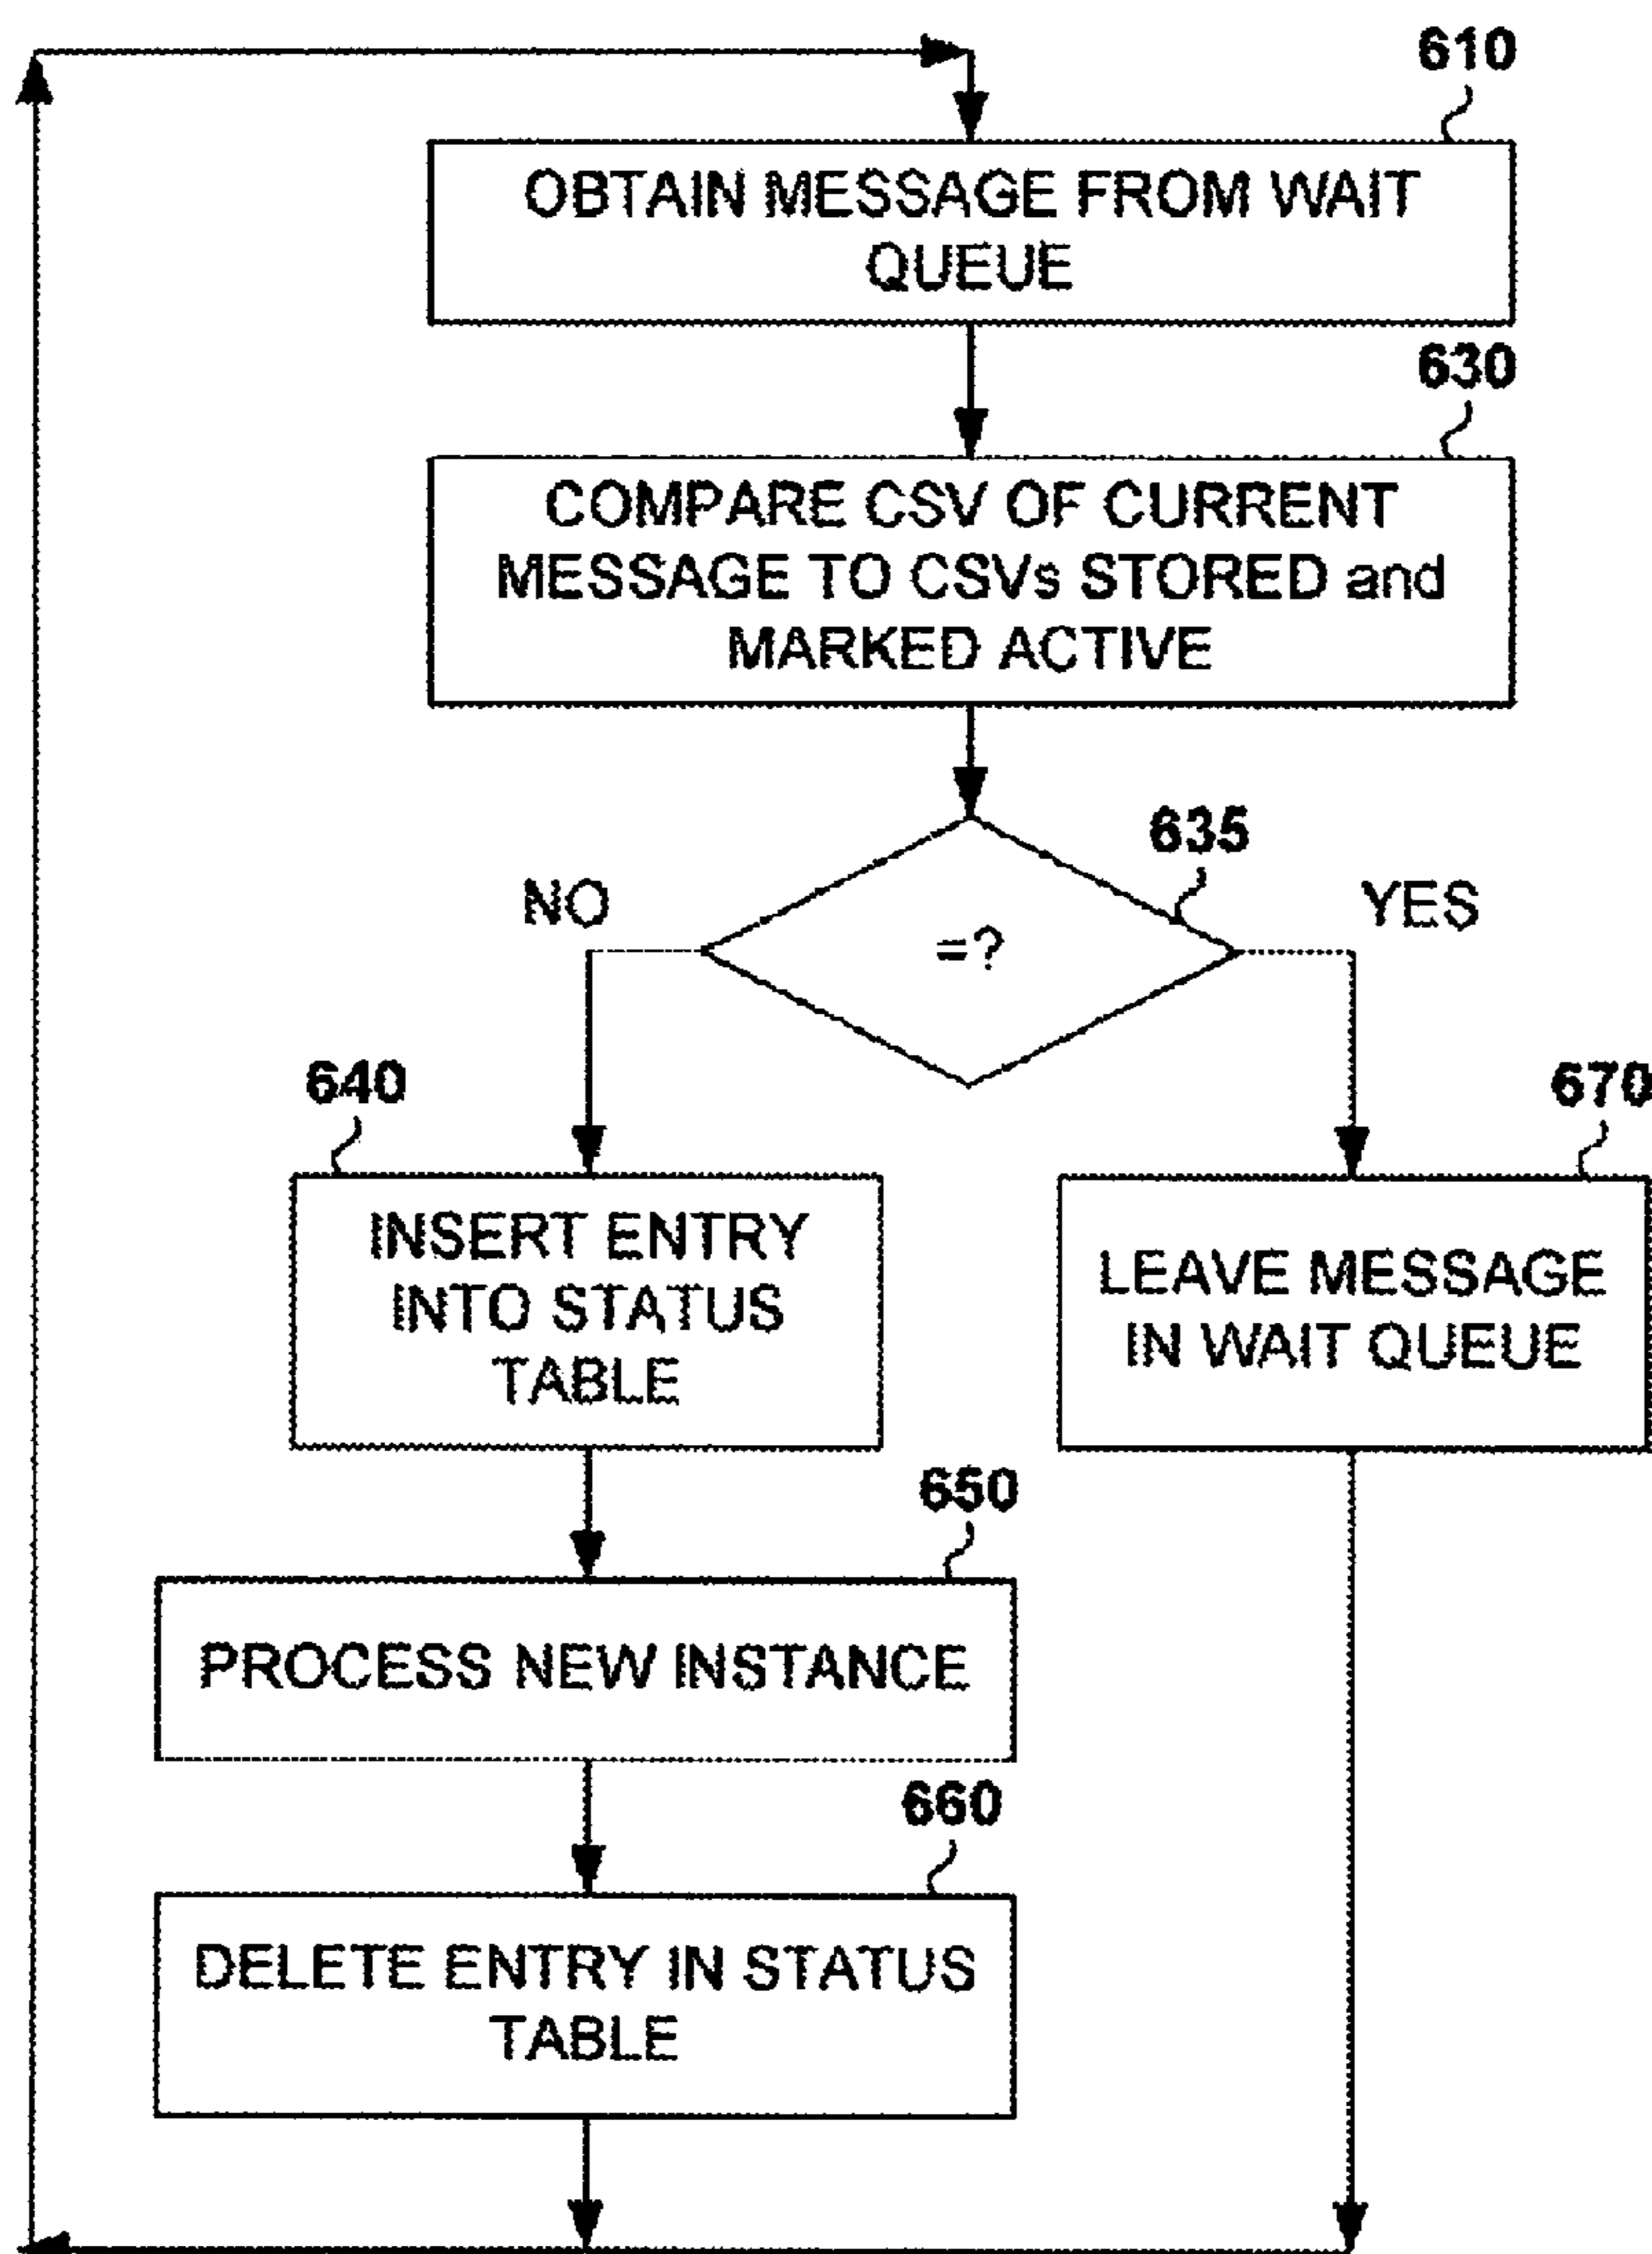 610
OBTAIN MESSAGE FROM WAIT
QUEUE
630
COMPARE CSV OF CURRENT
MESSAGE TO CSVs STORED and
MARKED ACTIVE
635
NO
=?
YES
640
INSERT ENTRY
INTO STATUS
TABLE
670
LEAVE MESSAGE
IN WAIT QUEUE
650
PROCESS NEW INSTANCE
660
DELETE ENTRY IN STATUS
TABLE